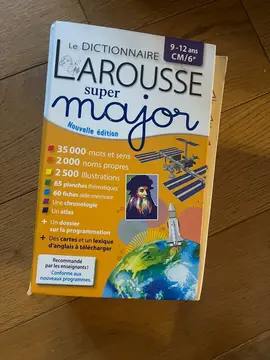 Le DICTIONNAIRE
9-12 ans
CM/6e
LAROUSSE
super
major
Nouvelle édition
35 000 mots et sens
2 000 noms propres
2 500 illustrations
65 planches thématiques
60 fiches aide-mémoire
Une chronologie
Un atlas
+ Un dossier
sur la programmation
+ Des cartes et un lexique
d'anglais à télécharger
Recommandé
par les enseignants !
Conforme aux
nouveaux programmes